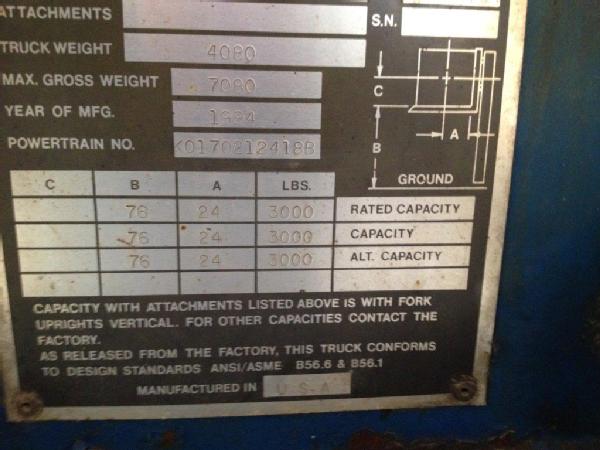 ATTACHMENTS
S.N.
TRUCK WEIGHT 4080
MAX. GROSS WEIGHT 7080
YEAR OF MFG. 1994
POWERTRAIN NO. K0170212418B
C
A
B
GROUND
C B A LBS.
76 24 3000 RATED CAPACITY
76 24 3000 CAPACITY
76 24 3000 ALT. CAPACITY
CAPACITY WITH ATTACHMENTS LISTED ABOVE IS WITH FORK
UPRIGHTS VERTICAL. FOR OTHER CAPACITIES CONTACT THE
FACTORY.
AS RELEASED FROM THE FACTORY, THIS TRUCK CONFORMS
TO DESIGN STANDARDS ANSI/ASME B56.6 & B56.1
MANUFACTURED IN U-S-A